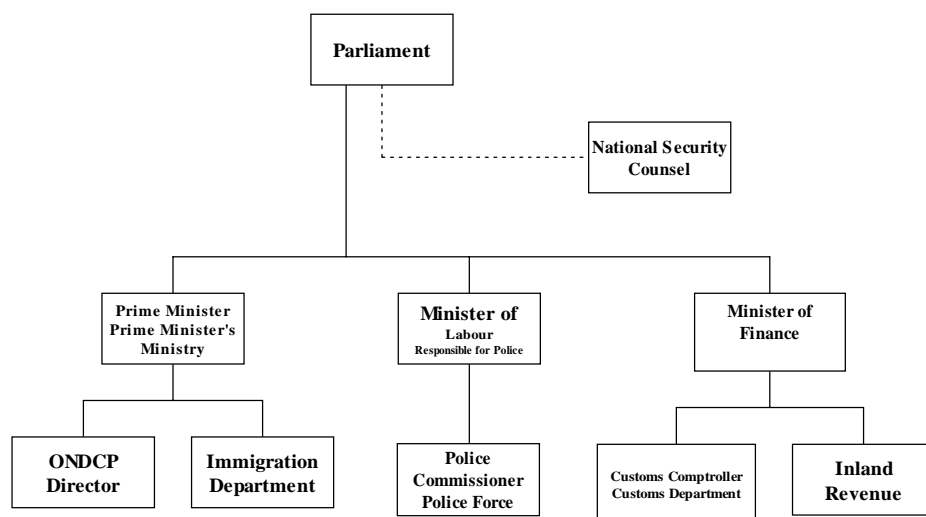 Parliament
National Security
Counsel
Prime Minister
Prime Minister's
Ministry
Minister of
Labour
Responsible for Police
Minister of
Finance
ONDCP
Director
Immigration
Department
Police
Commissioner
Police Force
Customs Comptroller
Customs Department
Inland
Revenue